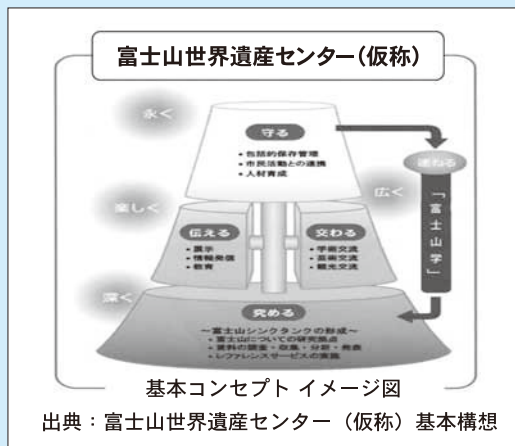 富士山世界遺産センター（仮称）
永く
守る
・包括的保存管理
・市民活動との連携
・人材育成
連ねる
広く
「富士山学」
楽しく
伝える
・展示
・情報発信
・教育
交わる
・学術交流
・芸術交流
・観光交流
深く
究める
～富士山シンクタンクの形成～
・富士山についての研究拠点
・資料の調査・収集・分析・発表
・レファレンスサービスの実施
基本コンセプト イメージ図
出典：富士山世界遺産センター（仮称）基本構想